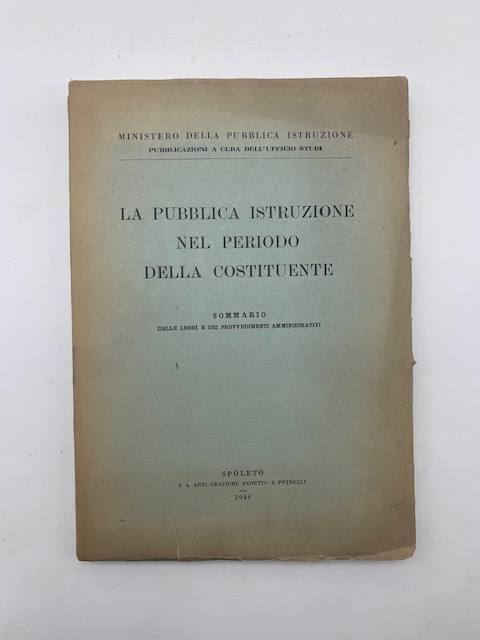 MINISTERO DELLA PUBBLICA ISTRUZIONE
PUBBLICAZIONI A CURA DELL'UFFICIO STUDI
LA PUBBLICA ISTRUZIONE
NEL PERIODO
DELLA COSTITUENTE
SOMMARIO
DELLE LEGGI E DEI PROVVEDIMENTI AMMINISTRATIVI
SPOLETO
S. A. ARTI GRAFICHE PANETTO & PETRELLI
1948